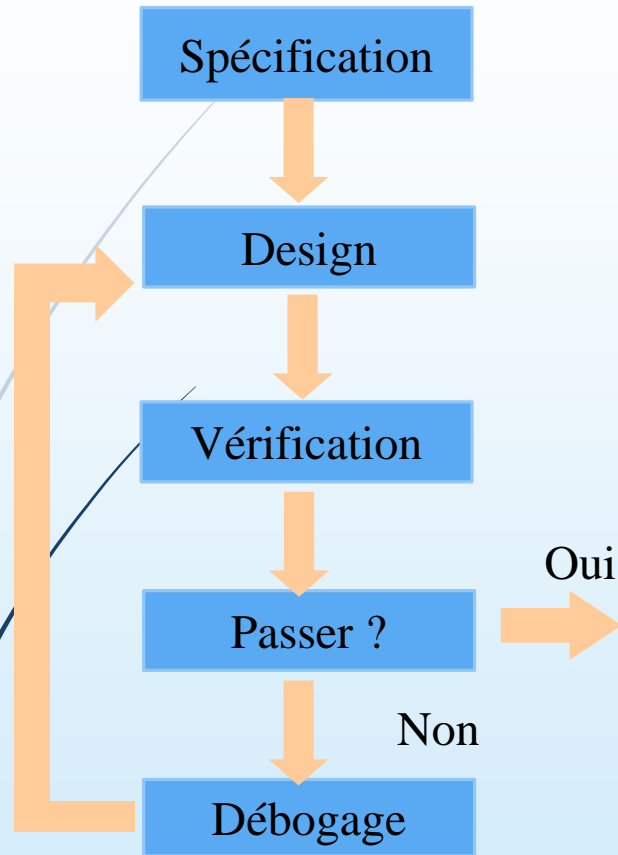 Spécification
Design
Vérification
Oui
Passer ?
Non
Débogage